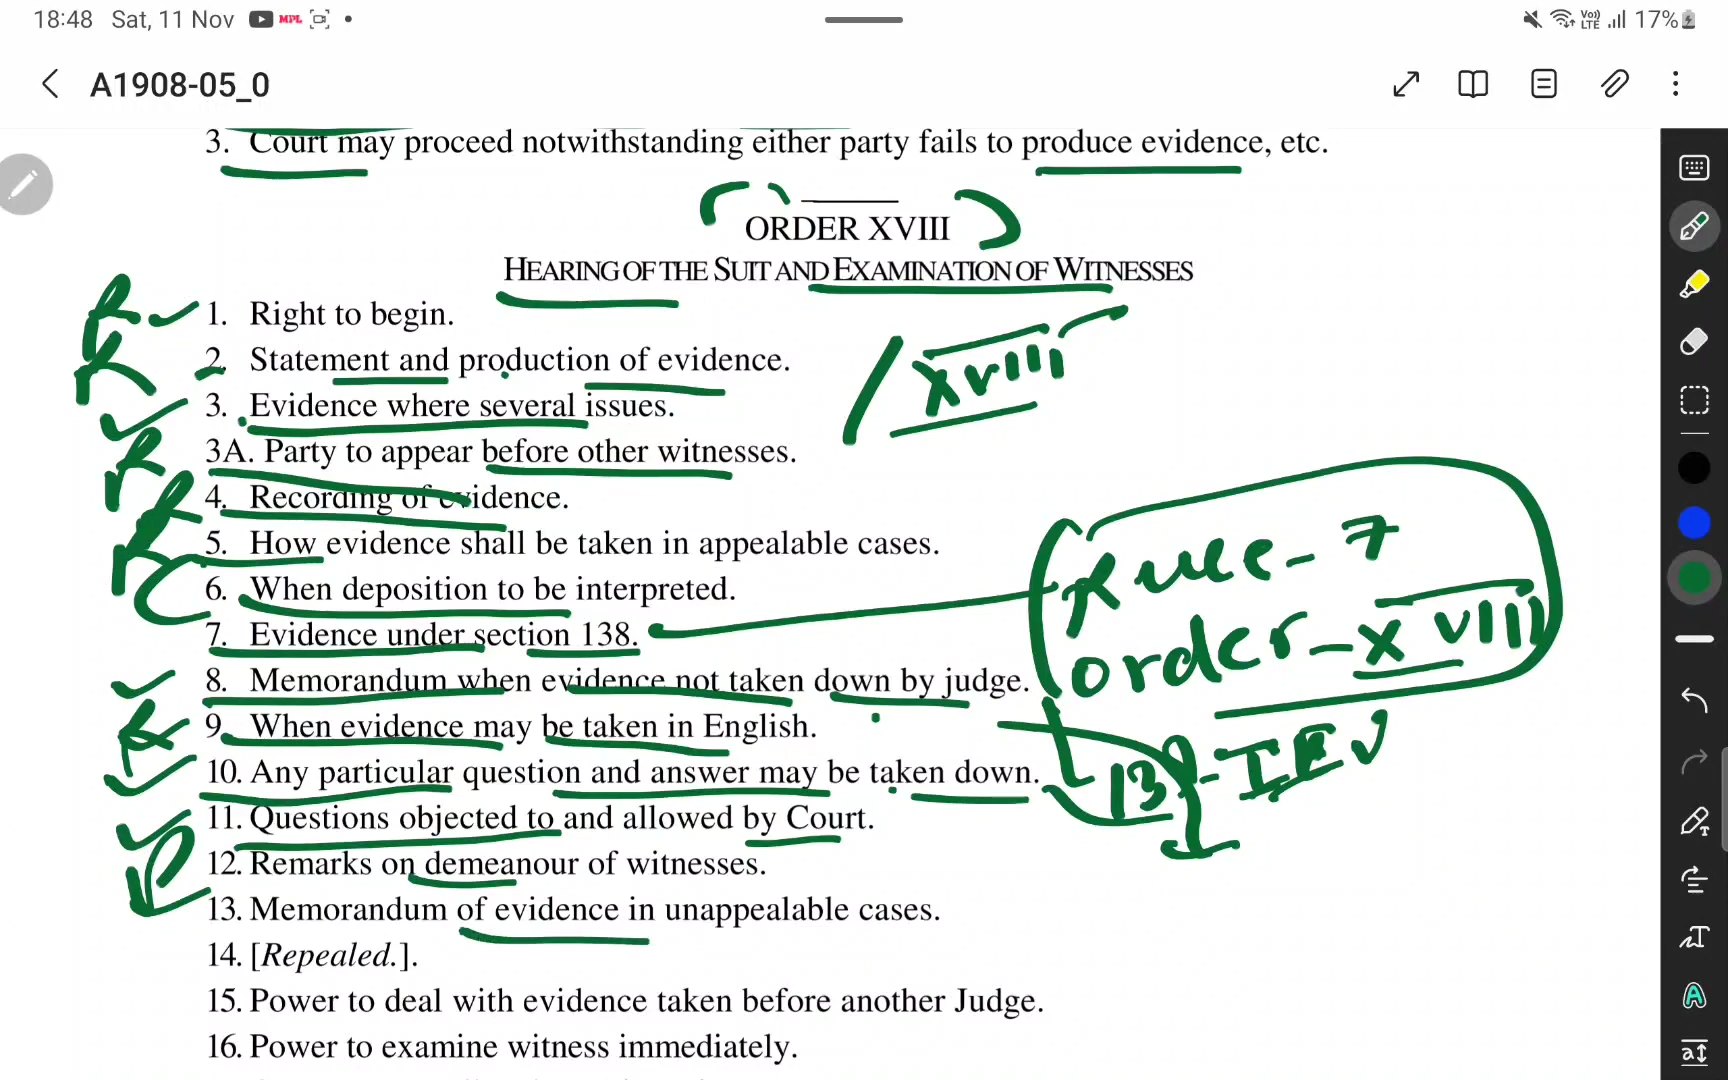 18:48 Sat, 11 Nov MPL Vo) LTE 17%
A1908-05_0
3. Court may proceed notwithstanding either party fails to produce evidence, etc.
ORDER XVIII
HEARING OF THE SUIT AND EXAMINATION OF WITNESSES
1. Right to begin.
2. Statement and production of evidence.
3. Evidence where several issues.
XVIII
3A. Party to appear before other witnesses.
4. Recording of evidence.
5. How evidence shall be taken in appealable cases.
6. When deposition to be interpreted.
7. Evidence under section 138.
Rule-7
order-XVIII
8. Memorandum when evidence not taken down by judge.
9. When evidence may be taken in English.
10. Any particular question and answer may be taken down.
11. Questions objected to and allowed by Court.
12. Remarks on demeanour of witnesses.
13. Memorandum of evidence in unappealable cases.
14. [Repealed.].
15. Power to deal with evidence taken before another Judge.
16. Power to examine witness immediately.